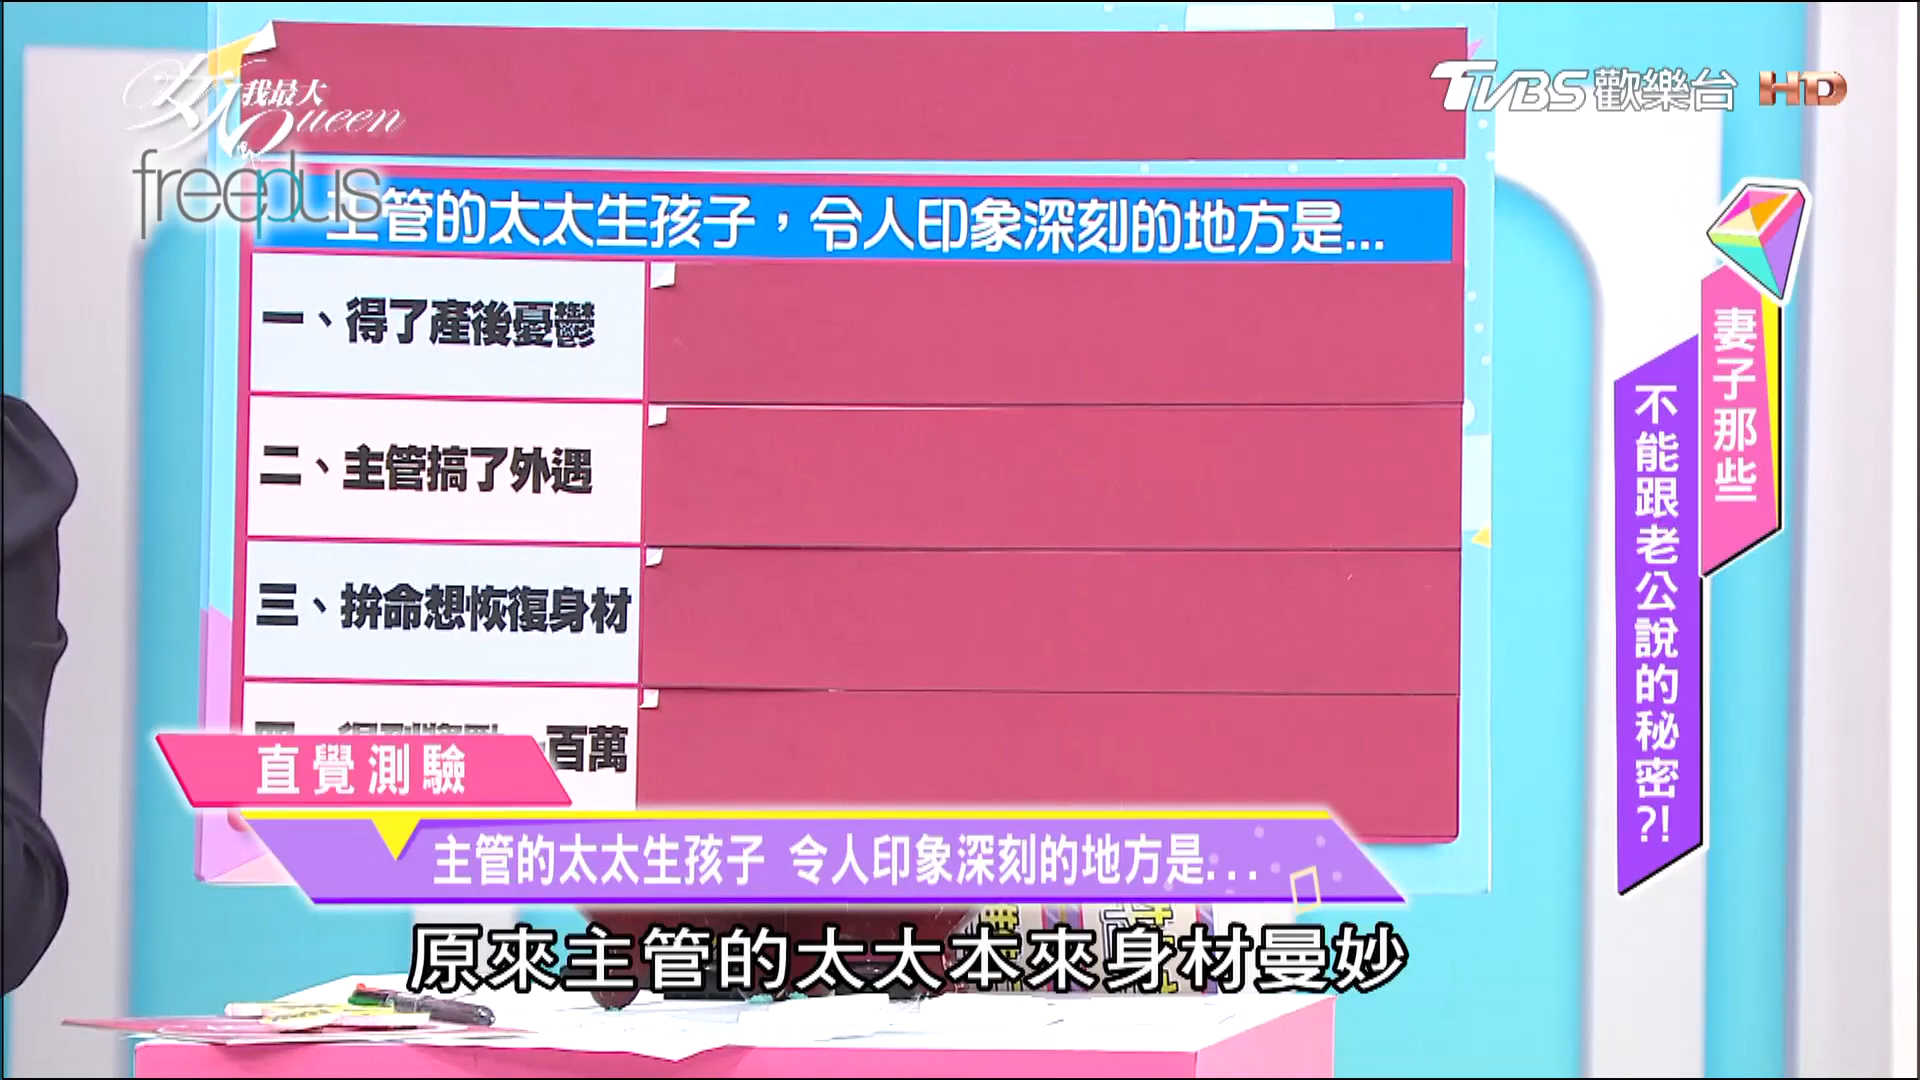 女人我最大
Queen
freeplus
TVBS歡樂台 HD
主管的太太生孩子，令人印象深刻的地方是...
一、得了產後憂鬱
二、主管搞了外遇
三、拚命想恢復身材
百萬
妻子那些
不能跟老公說的秘密?!
直覺測驗
主管的太太生孩子 令人印象深刻的地方是...
原來主管的太太本來身材曼妙